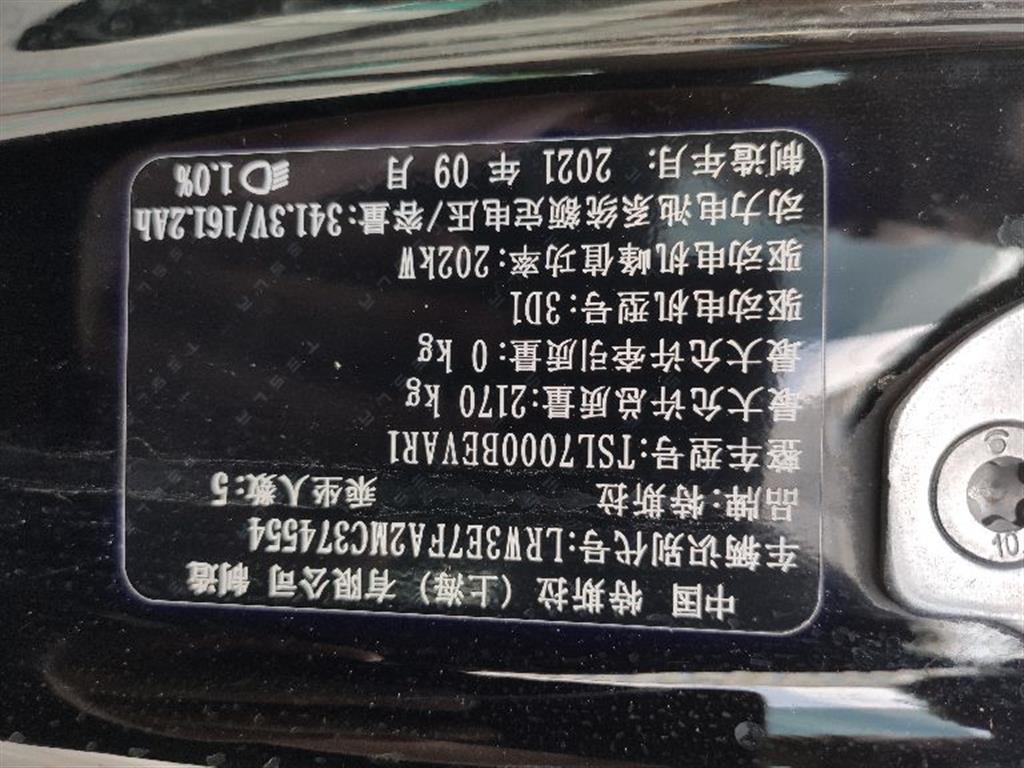 中国 特斯拉（上海）有限公司 制造
车辆识别代号:LRW3E7FA2MC374554
品牌:特斯拉 乘坐人数:5
整车型号:TSL7000BEVAR1
最大允许总质量:2170 kg
最大允许牵引质量: 0 kg
驱动电机型号:3D1
驱动电机峰值功率:202kW
动力电池系统额定电压/容量:341.3V/161.2Ah
制造年月: 2021 年 09 月 1.0%
TESLA
10